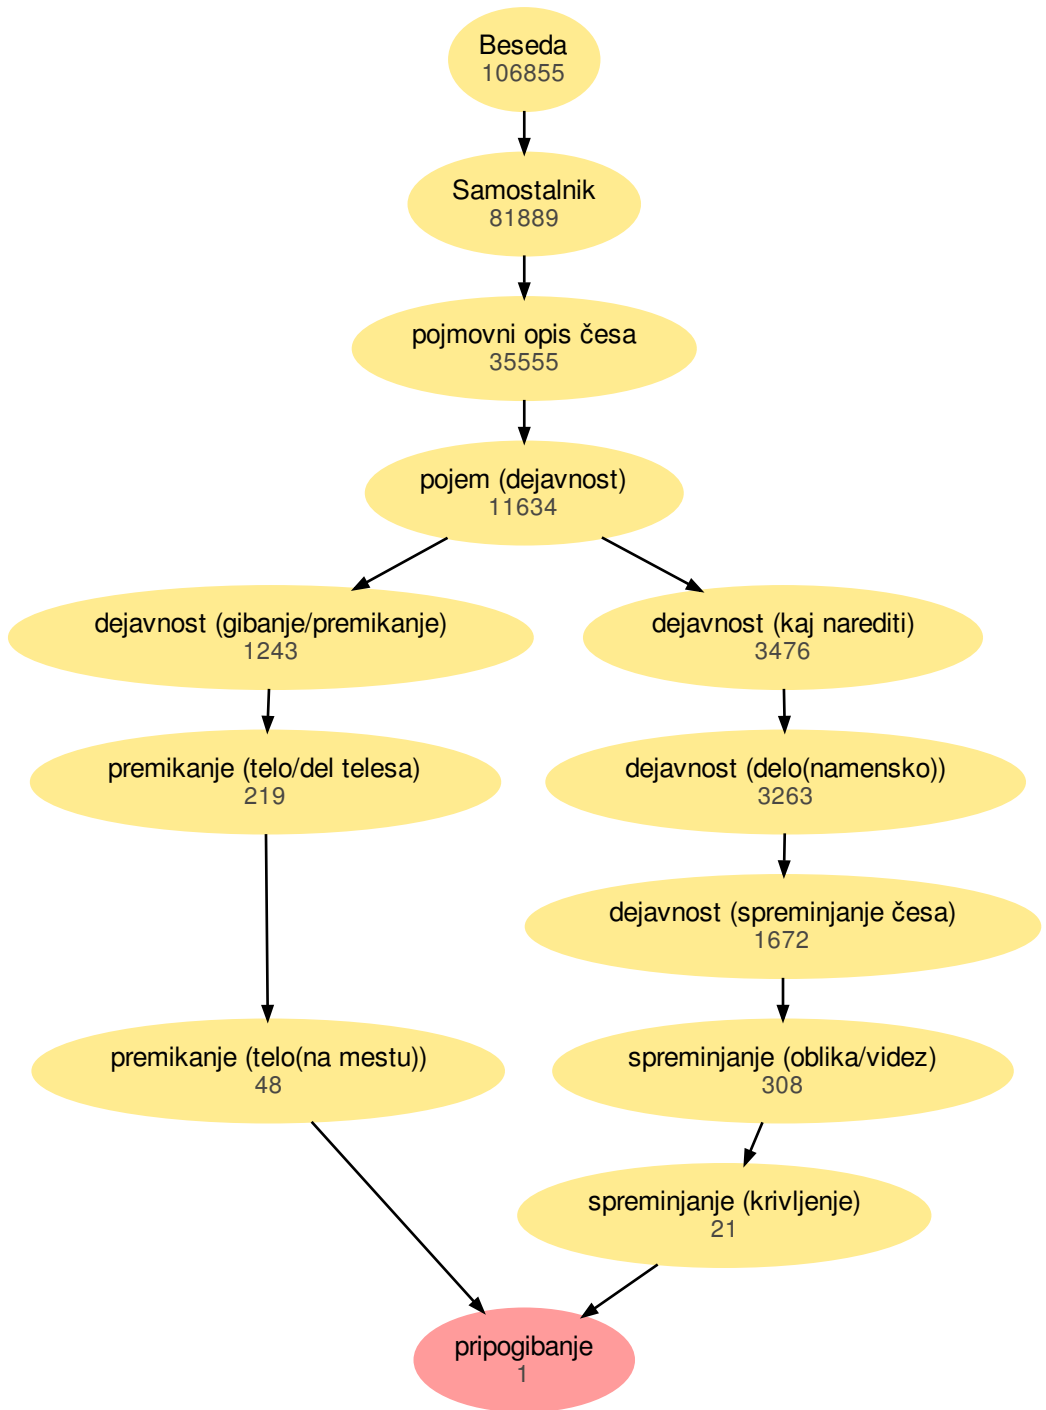 Beseda
106855
Samostalnik
81889
pojmovni opis česa
35555
pojem (dejavnost)
11634
dejavnost (gibanje/premikanje)
1243
dejavnost (kaj narediti)
3476
premikanje (telo/del telesa)
219
dejavnost (delo(namensko))
3263
dejavnost (spreminjanje česa)
1672
premikanje (telo(na mestu))
48
spreminjanje (oblika/videz)
308
spreminjanje (krivljenje)
21
pripogibanje
1